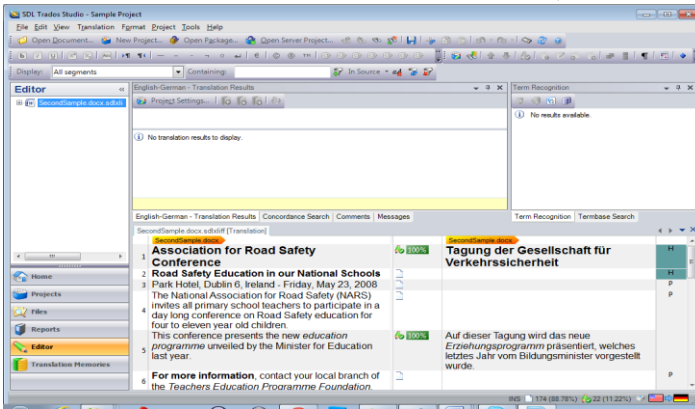 SDL Trados Studio - Sample Project
File Edit View Translation Format Project Tools Help
Open Document... New Project... Open Package... Open Server Project...
Display: All segments Containing: In Source
Editor
SecondSample.docx.sdlxli
English-German - Translation Results
Project Settings...
No translation results to display.
English-German - Translation Results Concordance Search Comments Messages
Term Recognition
No results available.
Term Recognition Termbase Search
Home
Projects
Files
Reports
Editor
Translation Memories
SecondSample.docx.sdlxliff [Translation]
SecondSample.docx SecondSample.docx
1 Association for Road Safety 100% Tagung der Gesellschaft für H
Conference Verkehrssicherheit
2 Road Safety Education in our National Schools H
3 Park Hotel, Dublin 6, Ireland - Friday, May 23, 2008 P
The National Association for Road Safety (NARS) P
invites all primary school teachers to participate in a
4 day long conference on Road Safety education for
four to eleven year old children.
This conference presents the new education 100% Auf dieser Tagung wird das neue
programme unveiled by the Minister for Education Erziehungsprogramm präsentiert, welches
5 last year. letztes Jahr vom Bildungsminister vorgestellt
wurde.
For more information, contact your local branch of P
6 the Teachers Education Programme Foundation.
INS 174 (88.78%) 22 (11.22%)